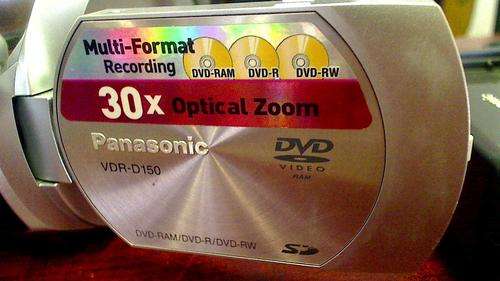 Multi-Format
Recording
DVD-RAM DVD-R DVD-RW
30x Optical Zoom
Panasonic
VDR-D150
DVD
VIDEO
RAM
DVD-RAM/DVD-R/DVD-RW
SD